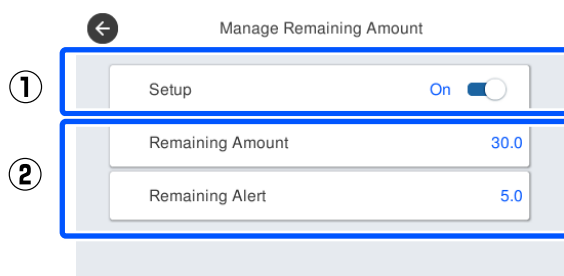 Manage Remaining Amount
① Setup On
② Remaining Amount 30.0
Remaining Alert 5.0